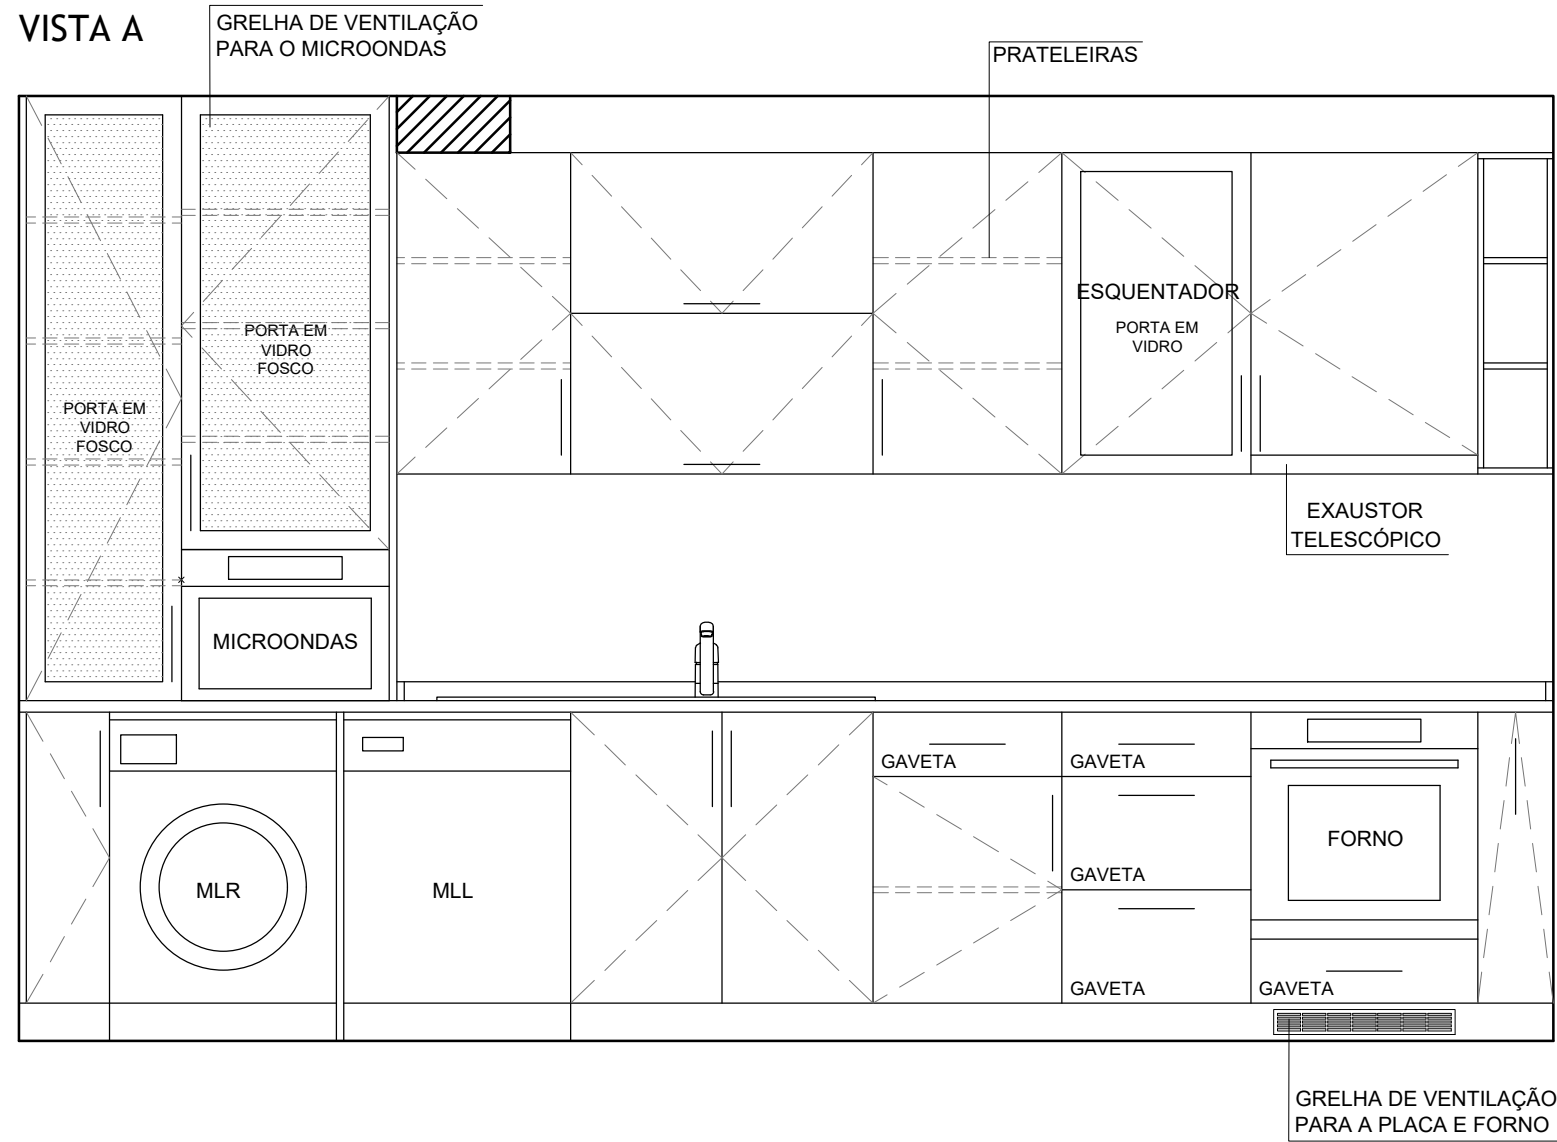 VISTA A
GRELHA DE VENTILAÇÃO
PARA O MICROONDAS
PRATELEIRAS
ESQUENTADOR
PORTA EM
VIDRO
PORTA EM
VIDRO
FOSCO
PORTA EM
VIDRO
FOSCO
EXAUSTOR
TELESCÓPICO
MICROONDAS
GAVETA
GAVETA
FORNO
MLR
MLL
GAVETA
GAVETA
GAVETA
GRELHA DE VENTILAÇÃO
PARA A PLACA E FORNO